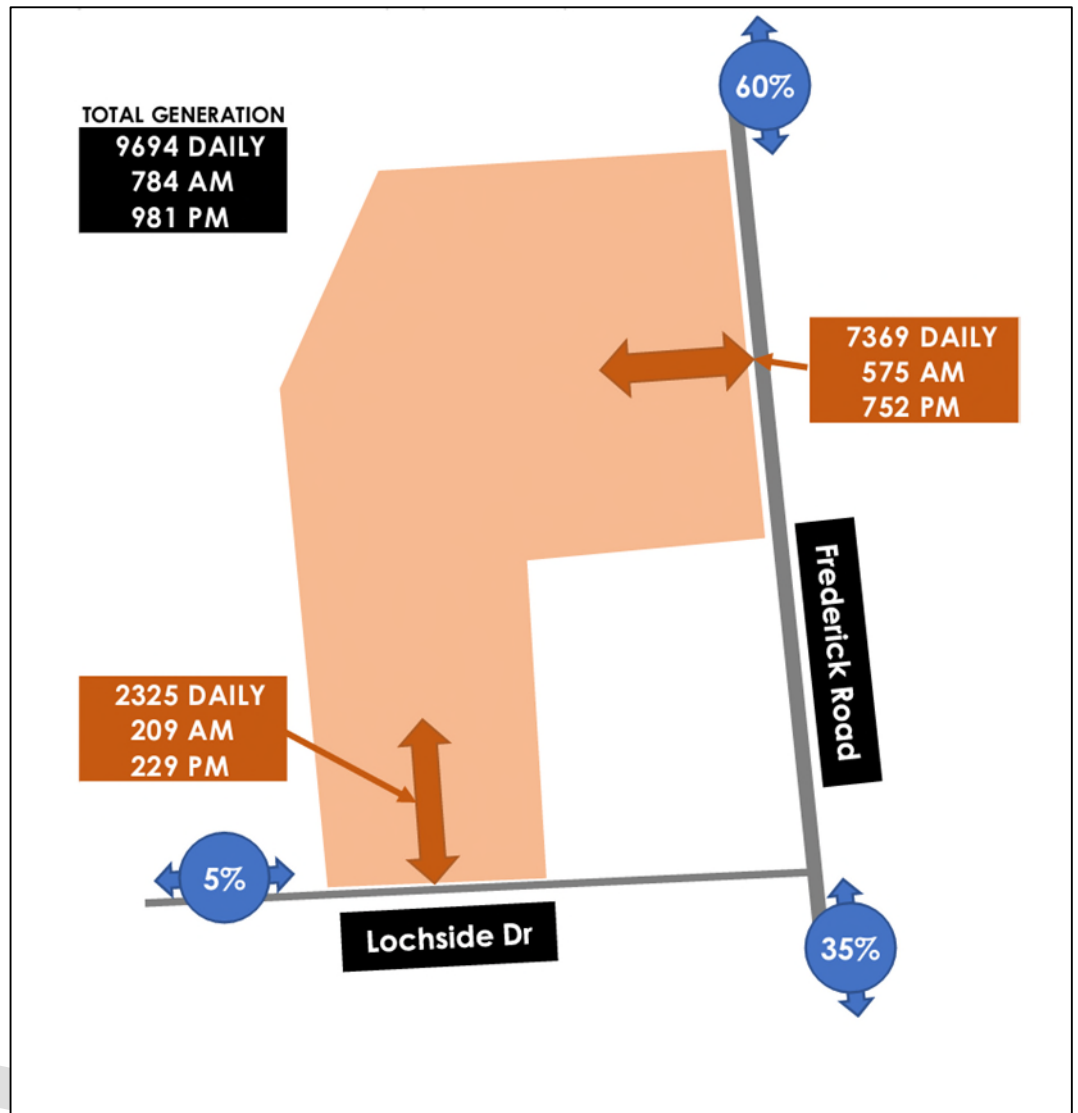 60%
TOTAL GENERATION
9694 DAILY
784 AM
981 PM
7369 DAILY
575 AM
752 PM
Frederick Road
2325 DAILY
209 AM
229 PM
5%
Lochside Dr
35%